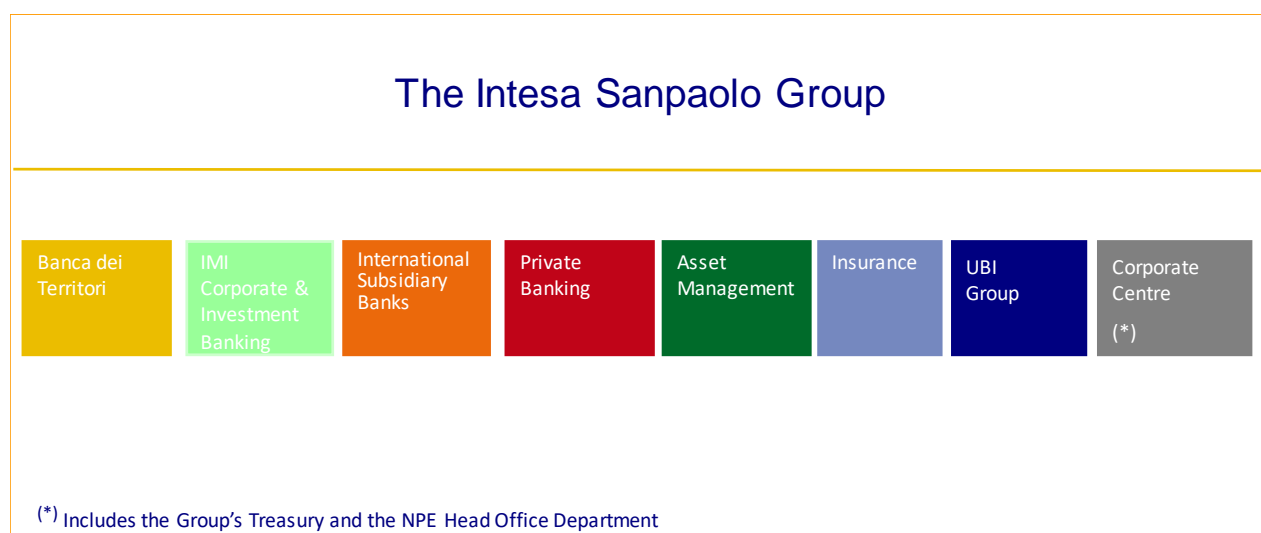 The Intesa Sanpaolo Group
Banca dei
Territori
IMI
Corporate &
Investment
Banking
International
Subsidiary
Banks
Private
Banking
Asset
Management
Insurance
UBI
Group
Corporate
Centre
(*)
(*) Includes the Group’s Treasury and the NPE Head Office Department